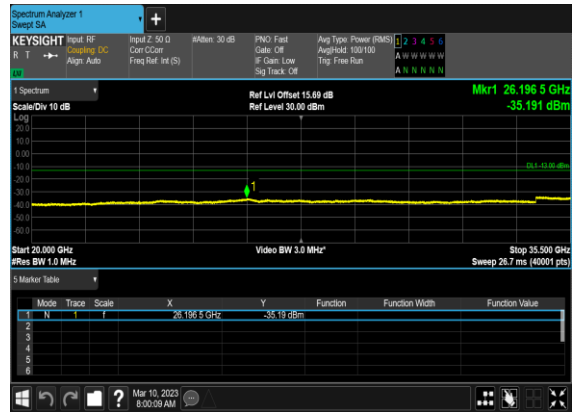 Spectrum Analyzer 1
Swept SA
KEYSIGHT Input: RF Input Z: 50 Ω #Atten: 30 dB PNO: Fast Avg Type: Power (RMS) 1 2 3 4 5 6
R T Coupling: DC Corr CCorr Gate: Off Avg|Hold: 100/100 A W W W W W
Align: Auto Freq Ref: Int (S) IF Gain: Low Trig: Free Run
LW Sig Track: Off A N N N N N
1 Spectrum Ref Lvl Offset 15.69 dB Mkr1 26.196 5 GHz
Scale/Div 10 dB Ref Level 30.00 dBm -35.191 dBm
Log
20.0
10.0
0.00
-10.0 DL1 -13.00 dBm
-20.0
-30.0 1
-40.0
-50.0
-60.0
Start 20.000 GHz Video BW 3.0 MHz* Stop 35.500 GHz
#Res BW 1.0 MHz Sweep 26.7 ms (40001 pts)
5 Marker Table
Mode Trace Scale X Y Function Function Width Function Value
1 N 1 f 26.196 5 GHz -35.19 dBm
2
3
4
5
6
? Mar 10, 2023
8:00:09 AM